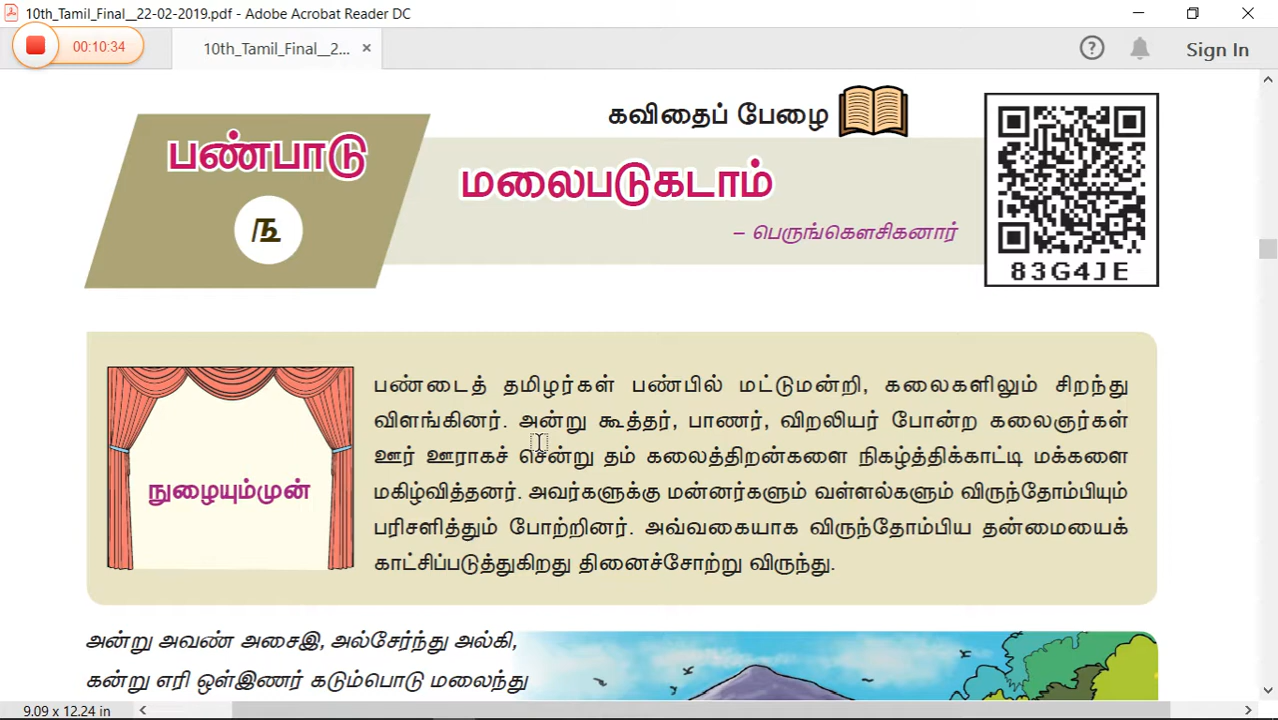 10th_Tamil_Final__22-02-2019.pdf - Adobe Acrobat Reader DC
00:10:34
10th_Tamil_Final__2... ×
Sign In
கவிதைப் பேழை
பண்பாடு
மலைபடுகடாம்
௩
– பெருங்கௌசிகனார்
83G4JE
நுழையும்முன்
பண்டைத் தமிழர்கள் பண்பில் மட்டுமன்றி, கலைகளிலும் சிறந்து
விளங்கினர். அன்று கூத்தர், பாணர், விறலியர் போன்ற கலைஞர்கள்
ஊர் ஊராகச் சென்று தம் கலைத்திறன்களை நிகழ்த்திக்காட்டி மக்களை
மகிழ்வித்தனர். அவர்களுக்கு மன்னர்களும் வள்ளல்களும் விருந்தோம்பியும்
பரிசளித்தும் போற்றினர். அவ்வகையாக விருந்தோம்பிய தன்மையைக்
காட்சிப்படுத்துகிறது தினைச்சோற்று விருந்து.
அன்று அவண் அசைஇ, அல்சேர்ந்து அல்கி,
கன்று எரி ஒள்இணர் கடும்பொடு மலைந்து
9.09 x 12.24 in